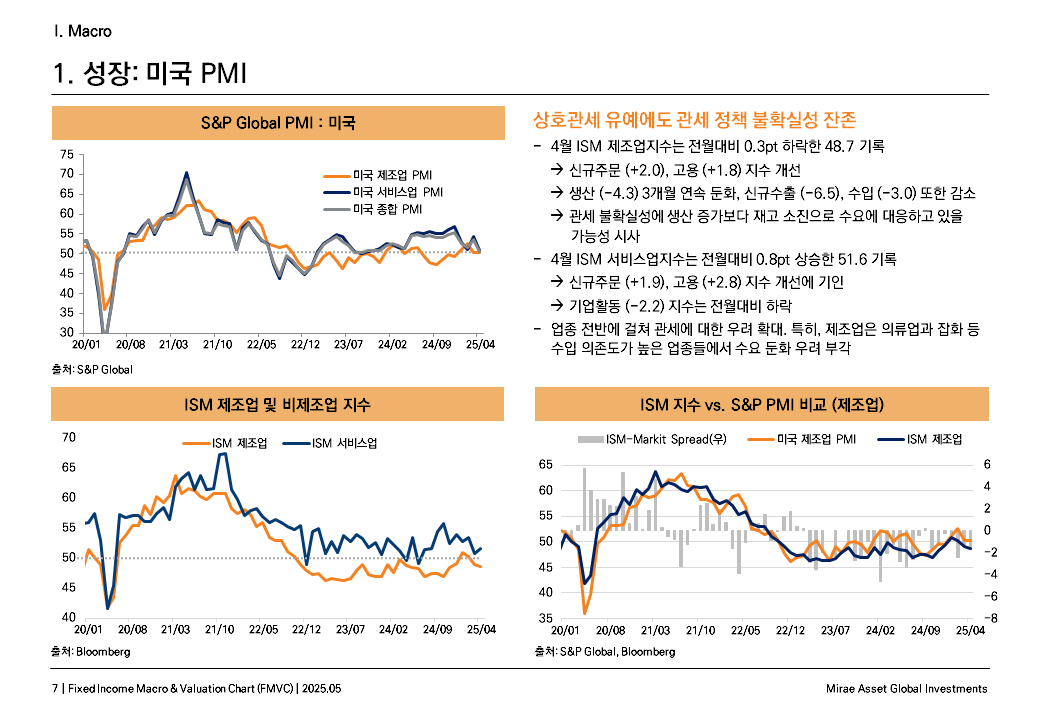 I. Macro
1. 성장: 미국 PMI
S&P Global PMI : 미국
75
70
65
60
55
50
45
40
35
30
미국 제조업 PMI
미국 서비스업 PMI
미국 종합 PMI
20/01 20/08 21/03 21/10 22/05 22/12 23/07 24/02 24/09 25/04
출처: S&P Global
상호관세 유예에도 관세 정책 불확실성 잔존
- 4월 ISM 제조업지수는 전월대비 0.3pt 하락한 48.7 기록
→ 신규주문 (+2.0), 고용 (+1.8) 지수 개선
→ 생산 (-4.3) 3개월 연속 둔화, 신규수출 (-6.5), 수입 (-3.0) 또한 감소
→ 관세 불확실성에 생산 증가보다 재고 소진으로 수요에 대응하고 있을
가능성 시사
- 4월 ISM 서비스업지수는 전월대비 0.8pt 상승한 51.6 기록
→ 신규주문 (+1.9), 고용 (+2.8) 지수 개선에 기인
→ 기업활동 (-2.2) 지수는 전월대비 하락
- 업종 전반에 걸쳐 관세에 대한 우려 확대. 특히, 제조업은 의류업과 잡화 등
수입 의존도가 높은 업종들에서 수요 둔화 우려 부각
ISM 제조업 및 비제조업 지수
70
65
60
55
50
45
40
ISM 제조업 ISM 서비스업
20/01 20/08 21/03 21/10 22/05 22/12 23/07 24/02 24/09 25/04
출처: Bloomberg
ISM 지수 vs. S&P PMI 비교 (제조업)
ISM-Markit Spread(우) 미국 제조업 PMI ISM 제조업
65
60
55
50
45
40
35
6
4
2
0
-2
-4
-6
-8
20/01 20/08 21/03 21/10 22/05 22/12 23/07 24/02 24/09 25/04
출처: S&P Global, Bloomberg
7 | Fixed Income Macro & Valuation Chart (FMVC) | 2025.05
Mirae Asset Global Investments